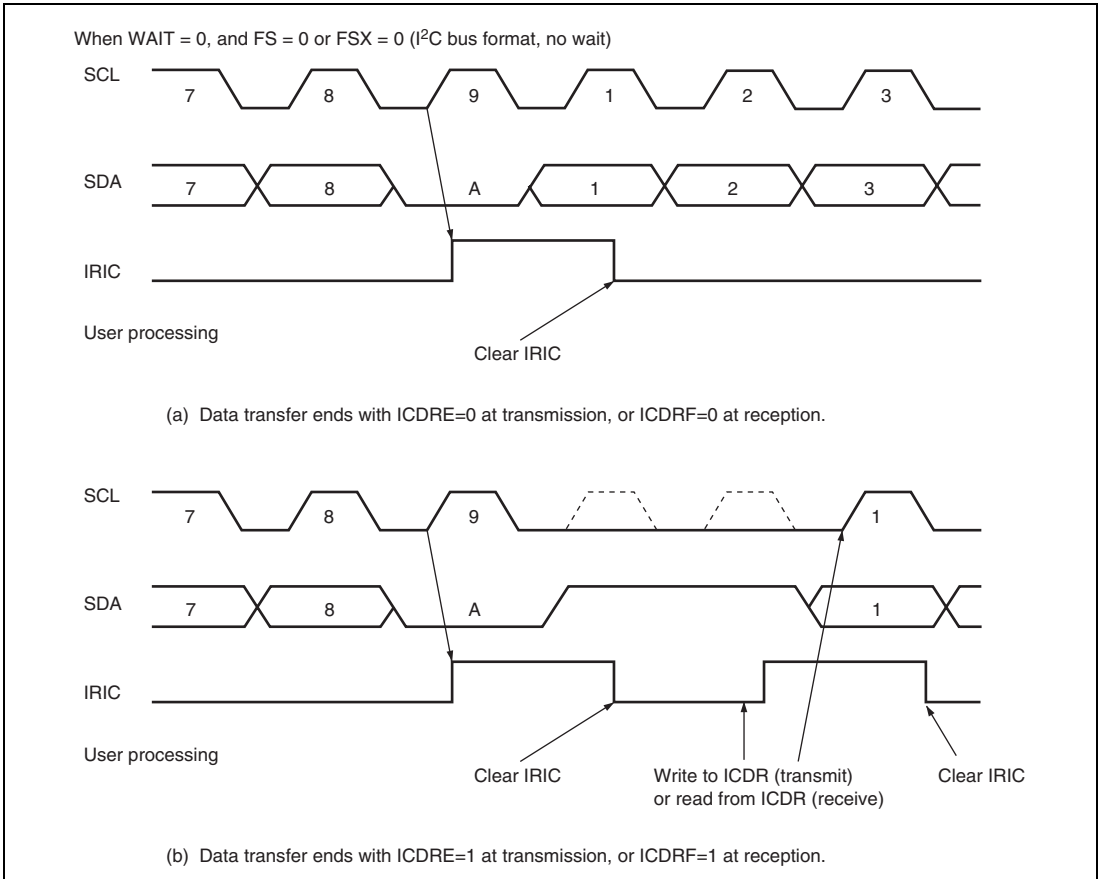 When WAIT = 0, and FS = 0 or FSX = 0 (I²C bus format, no wait)
SCL
7 8 9 1 2 3
SDA
7 8 A 1 2 3
IRIC
User processing
Clear IRIC
(a) Data transfer ends with ICDRE=0 at transmission, or ICDRF=0 at reception.
SCL
7 8 9 1
SDA
7 8 A 1
IRIC
User processing
Clear IRIC
Write to ICDR (transmit)
or read from ICDR (receive)
Clear IRIC
(b) Data transfer ends with ICDRE=1 at transmission, or ICDRF=1 at reception.